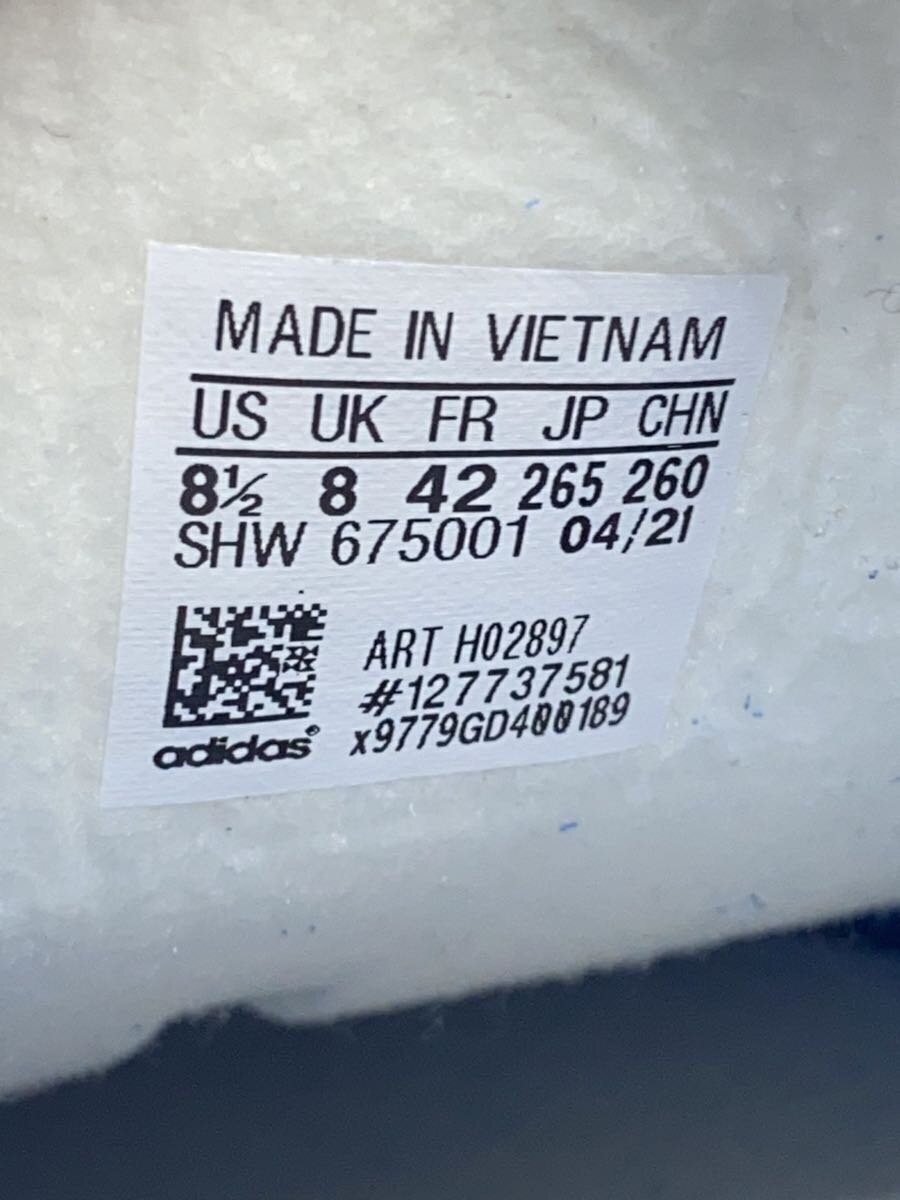 MADE IN VIETNAM
US UK FR JP CHN
8½ 8 42 265 260
SHW 675001 04/21
ART H02897
#127737581
x9779GD400189
adidas®